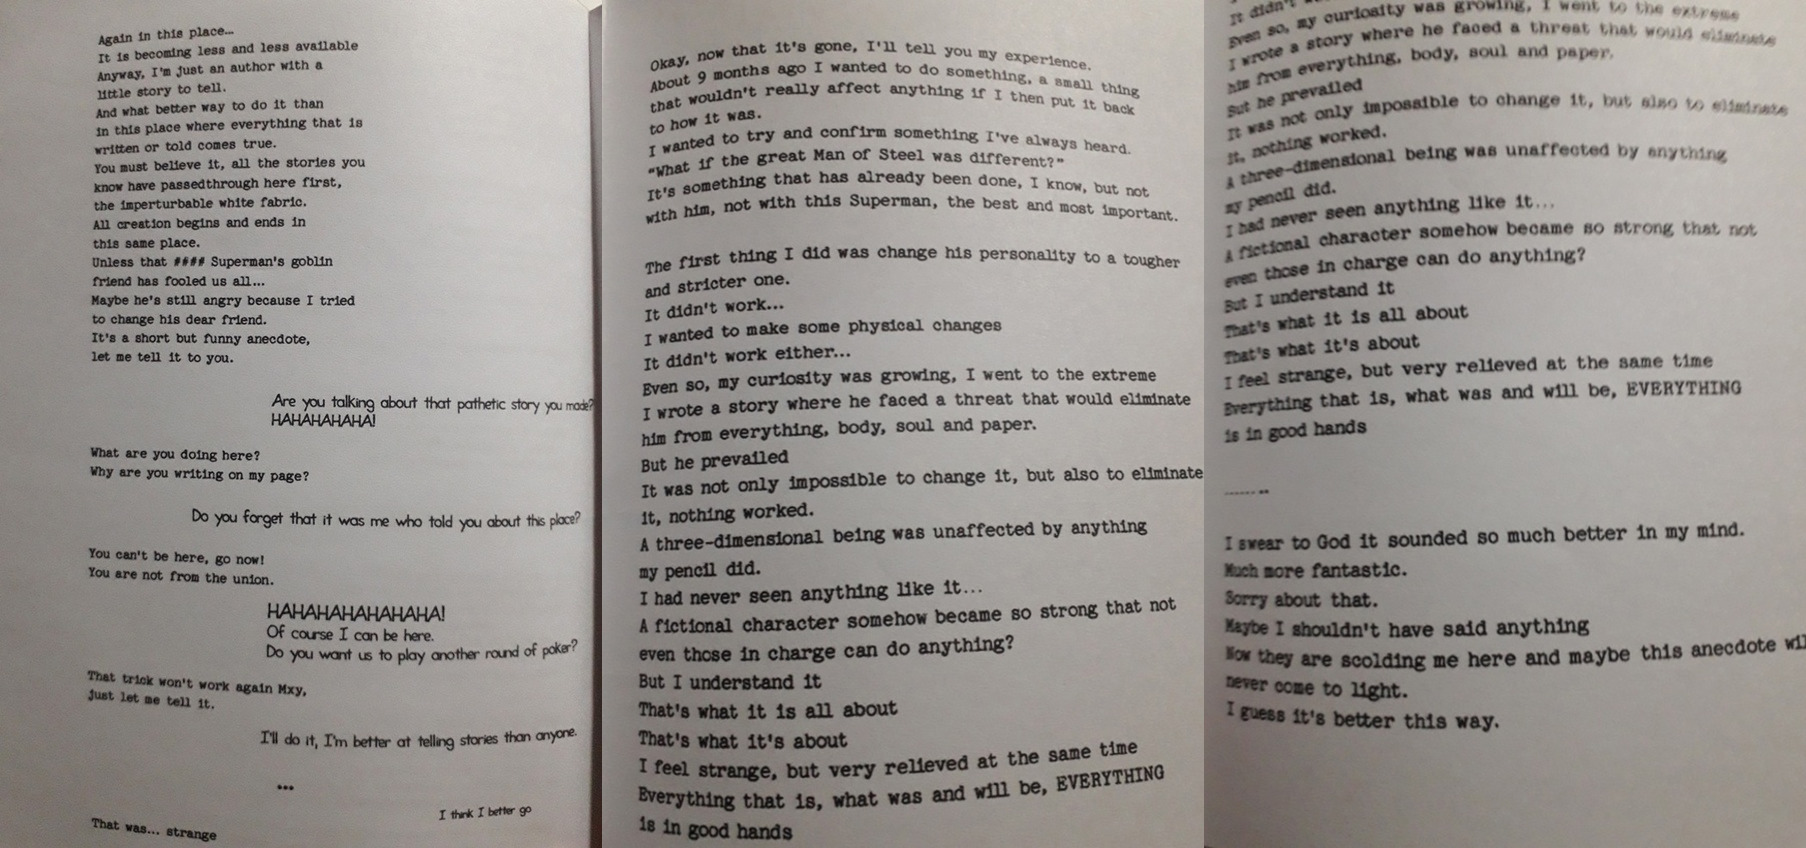 Again in this place...
It is becoming less and less available
Anyway, I'm just an author with a
little story to tell.
And what better way to do it than
in this place where everything that is
written or told comes true.
You must believe it, all the stories you
know have passedthrough here first,
the imperturbable white fabric.
All creation begins and ends in
this same place.
Unless that #### Superman's goblin
friend has fooled us all...
Maybe he's still angry because I tried
to change his dear friend.
It's a short but funny anecdote,
let me tell it to you.
Are you talking about that pathetic story you made?
HAHAHAHAHA!
What are you doing here?
Why are you writing on my page?
Do you forget that it was me who told you about this place?
You can't be here, go now!
You are not from the union.
HAHAHAHAHAHAHA!
Of course I can be here.
Do you want us to play another round of poker?
That trick won't work again Mxy,
just let me tell it.
I'll do it, I'm better at telling stories than anyone.
...
I think I better go
That was... strange
Okay, now that it's gone, I'll tell you my experience.
About 9 months ago I wanted to do something, a small thing
that wouldn't really affect anything if I then put it back
to how it was.
I wanted to try and confirm something I've always heard.
"What if the great Man of Steel was different?"
It's something that has already been done, I know, but not
with him, not with this Superman, the best and most important.
The first thing I did was change his personality to a tougher
and stricter one.
It didn't work...
I wanted to make some physical changes
It didn't work either...
Even so, my curiosity was growing, I went to the extreme
I wrote a story where he faced a threat that would eliminate
him from everything, body, soul and paper.
But he prevailed
It was not only impossible to change it, but also to eliminate
it, nothing worked.
A three-dimensional being was unaffected by anything
my pencil did.
I had never seen anything like it...
A fictional character somehow became so strong that not
even those in charge can do anything?
But I understand it
That's what it is all about
That's what it's about
I feel strange, but very relieved at the same time
Everything that is, what was and will be, EVERYTHING
is in good hands
It didn't
Even so, my curiosity was growing, I went to the extreme
I wrote a story where he faced a threat that would eliminate
him from everything, body, soul and paper.
But he prevailed
It was not only impossible to change it, but also to eliminate
it, nothing worked.
A three-dimensional being was unaffected by anything
my pencil did.
I had never seen anything like it...
A fictional character somehow became so strong that not
even those in charge can do anything?
But I understand it
That's what it is all about
That's what it's about
I feel strange, but very relieved at the same time
Everything that is, what was and will be, EVERYTHING
is in good hands
.........
I swear to God it sounded so much better in my mind.
Much more fantastic.
Sorry about that.
Maybe I shouldn't have said anything
Now they are scolding me here and maybe this anecdote wil
never come to light.
I guess it's better this way.